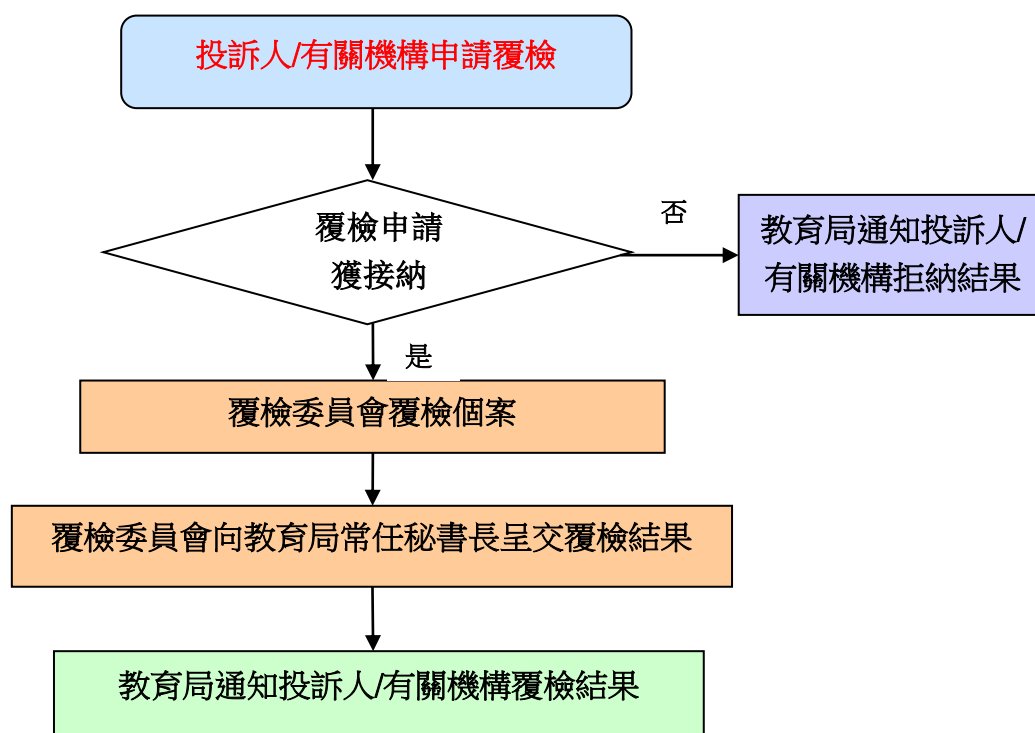 投訴人/有關機構申請覆檢
覆檢申請
獲接納
否
教育局通知投訴人/
有關機構拒納結果
是
覆檢委員會覆檢個案
覆檢委員會向教育局常任秘書長呈交覆檢結果
教育局通知投訴人/有關機構覆檢結果